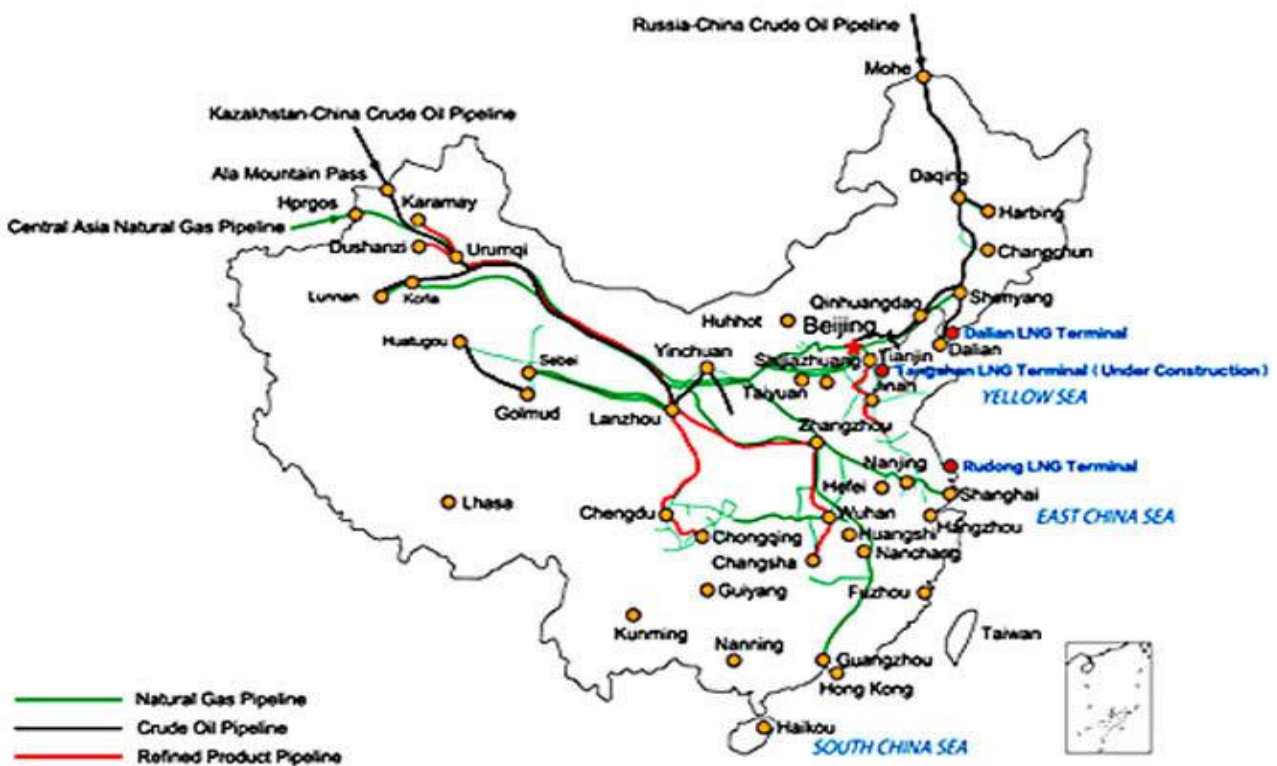 Russia-China Crude Oil Pipeline
Mohe
Kazakhstan-China Crude Oil Pipeline
Ala Mountain Pass
Daqing
Hprgos
Karamay
Harbing
Central Asia Natural Gas Pipeline
Dushanzi
Urumqi
Changchun
Lunnan
Korla
Qinhuangdao
Shenyang
Huhhot
Beijing
Dalian LNG Terminal
Huatugou
Sebei
Yinchuan
Shijiazhuang
Tianjin
Dalian
Tangshan LNG Terminal ( Under Construction )
Taiyuan
Jinan
YELLOW SEA
Golmud
Lanzhou
Zhangzhou
Nanjing
Rudong LNG Terminal
Hefei
Shanghai
Lhasa
Chengdu
Wuhan
Hangzhou
EAST CHINA SEA
Chongqing
Huangshi
Changsha
Nanchang
Guiyang
Fuzhou
Kunming
Taiwan
Nanning
Guangzhou
Hong Kong
Natural Gas Pipeline
Crude Oil Pipeline
Haikou
SOUTH CHINA SEA
Refined Product Pipeline